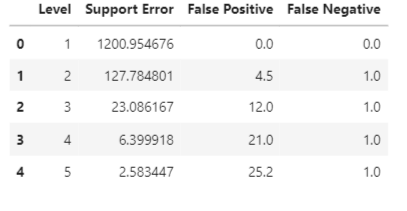 Level Support Error False Positive False Negative
0 1 1200.954676 0.0 0.0
1 2 127.784801 4.5 1.0
2 3 23.086167 12.0 1.0
3 4 6.399918 21.0 1.0
4 5 2.583447 25.2 1.0